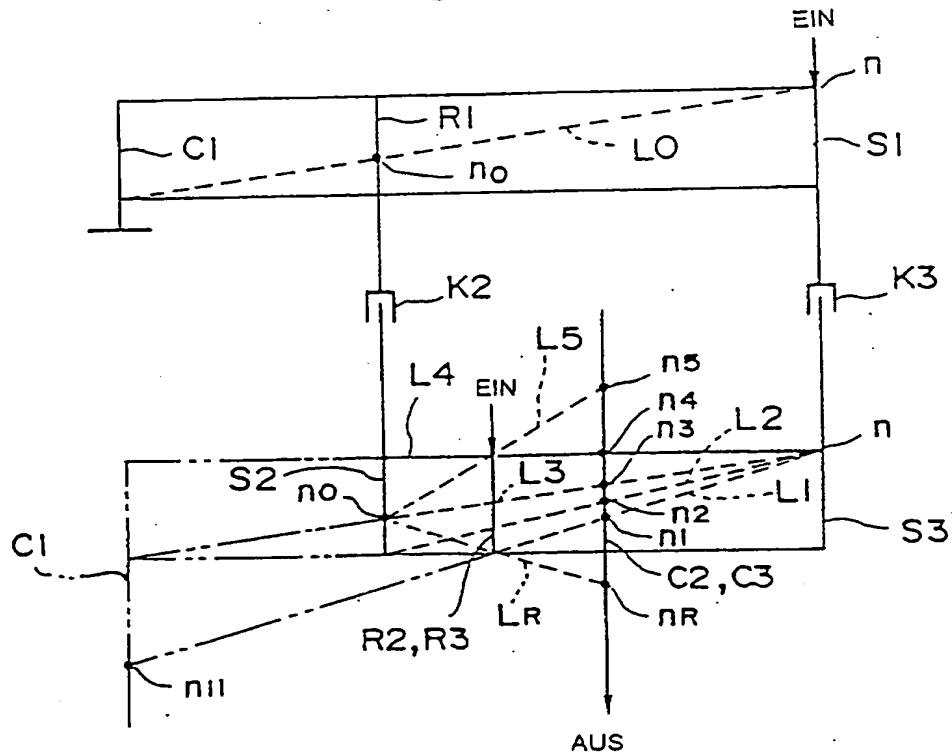 EIN
n
R1
C1
LO
S1
no
K2
K3
L5
n5
L4
EIN
n4
n3
L2
n
S2
L3
no
n2
L1
n1
S3
C1
C2, C3
LR
nR
R2, R3
n11
AUS